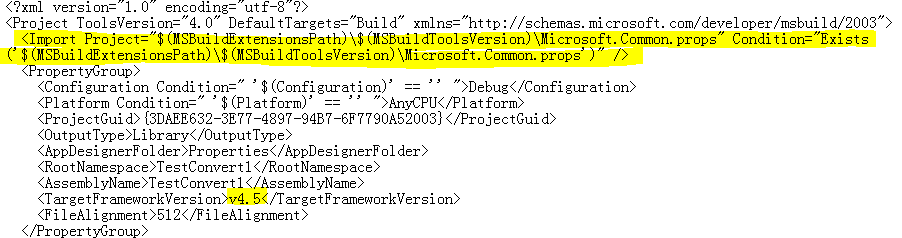 <?xml version="1.0" encoding="utf-8"?>
<Project ToolsVersion="4.0" DefaultTargets="Build" xmlns="http://schemas.microsoft.com/developer/msbuild/2003">
<Import Project="$(MSBuildExtensionsPath)\$(MSBuildToolsVersion)\Microsoft.Common.props" Condition="Exists
('$(MSBuildExtensionsPath)\$(MSBuildToolsVersion)\Microsoft.Common.props')" />
<PropertyGroup>
<Configuration Condition=" '$(Configuration)' == '' ">Debug</Configuration>
<Platform Condition=" '$(Platform)' == '' ">AnyCPU</Platform>
<ProjectGuid>{3DAEE632-3E77-4897-94B7-6F7790A52003}</ProjectGuid>
<OutputType>Library</OutputType>
<AppDesignerFolder>Properties</AppDesignerFolder>
<RootNamespace>TestConvert1</RootNamespace>
<AssemblyName>TestConvert1</AssemblyName>
<TargetFrameworkVersion>v4.5</TargetFrameworkVersion>
<FileAlignment>512</FileAlignment>
</PropertyGroup>